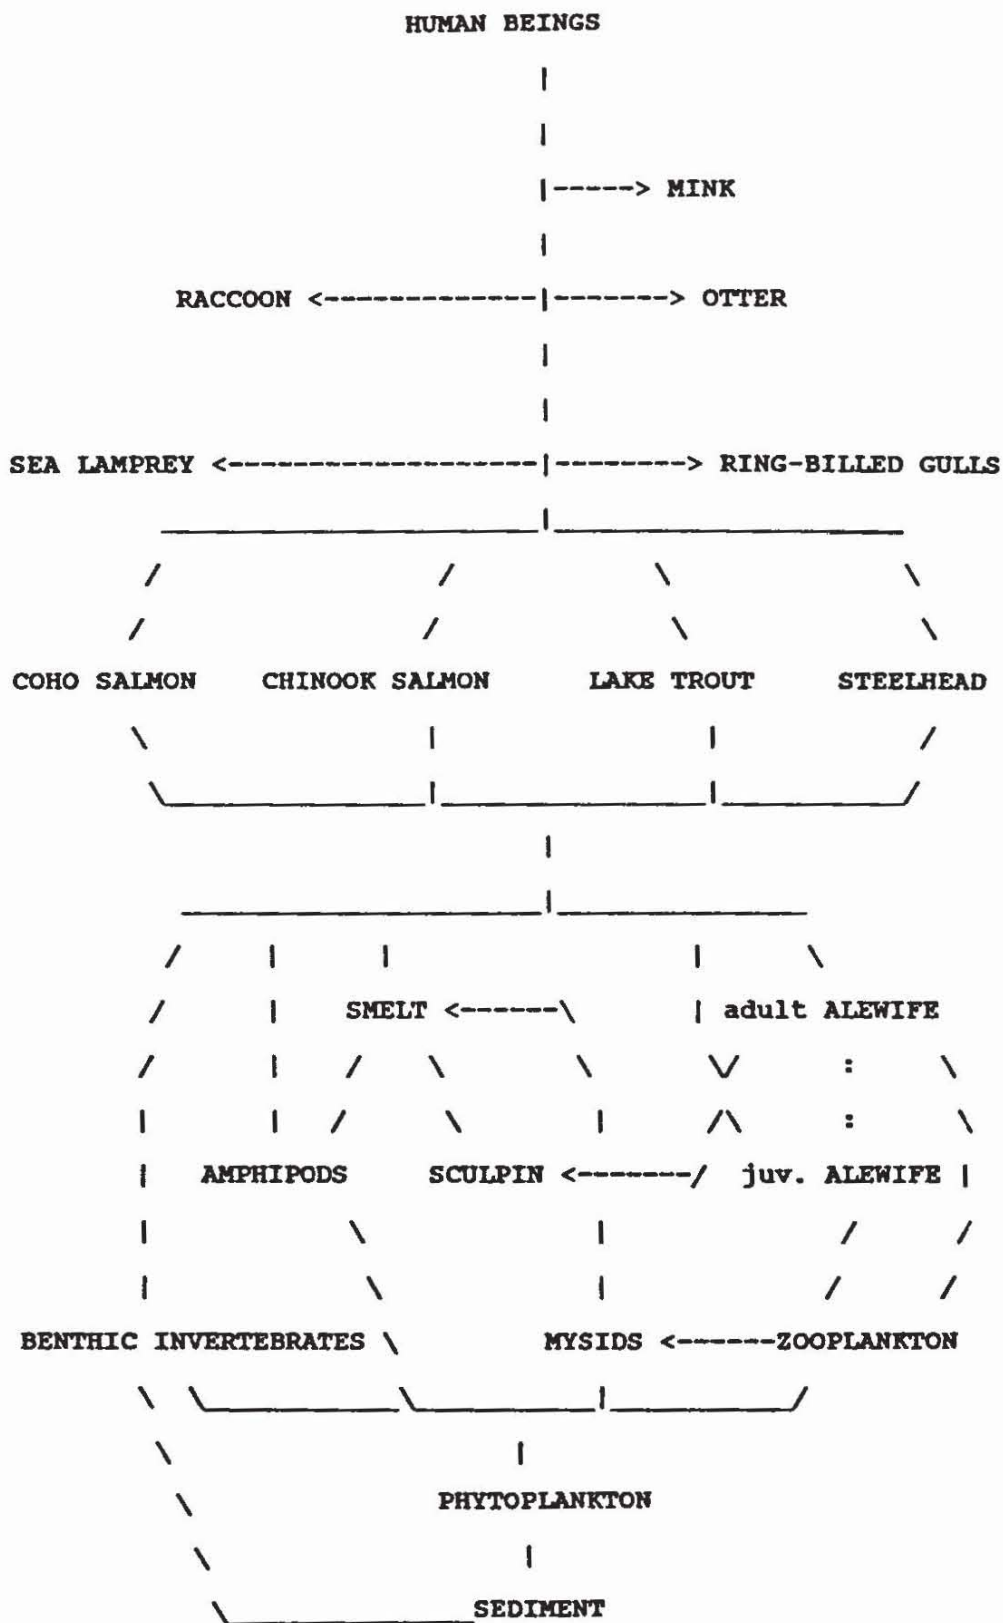 HUMAN BEINGS
MINK
RACCOON OTTER
SEA LAMPREY RING-BILLED GULLS
COHO SALMON CHINOOK SALMON LAKE TROUT STEELHEAD
SMELT adult ALEWIFE
AMPHIPODS SCULPIN juv. ALEWIFE
BENTHIC INVERTEBRATES MYSIDS ZOOPLANKTON
PHYTOPLANKTON
SEDIMENT